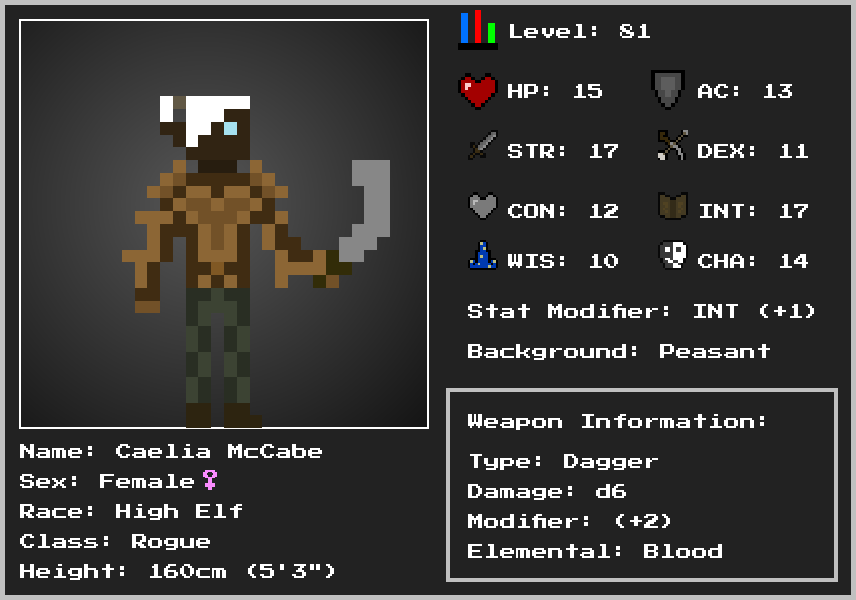 Level: 81
HP: 15
AC: 13
STR: 17
DEX: 11
CON: 12
INT: 17
WIS: 10
CHA: 14
Stat Modifier: INT (+1)
Background: Peasant
Weapon Information:
Type: Dagger
Damage: d6
Modifier: (+2)
Elemental: Blood
Name: Caelia McCabe
Sex: Female♀
Race: High Elf
Class: Rogue
Height: 160cm (5'3")